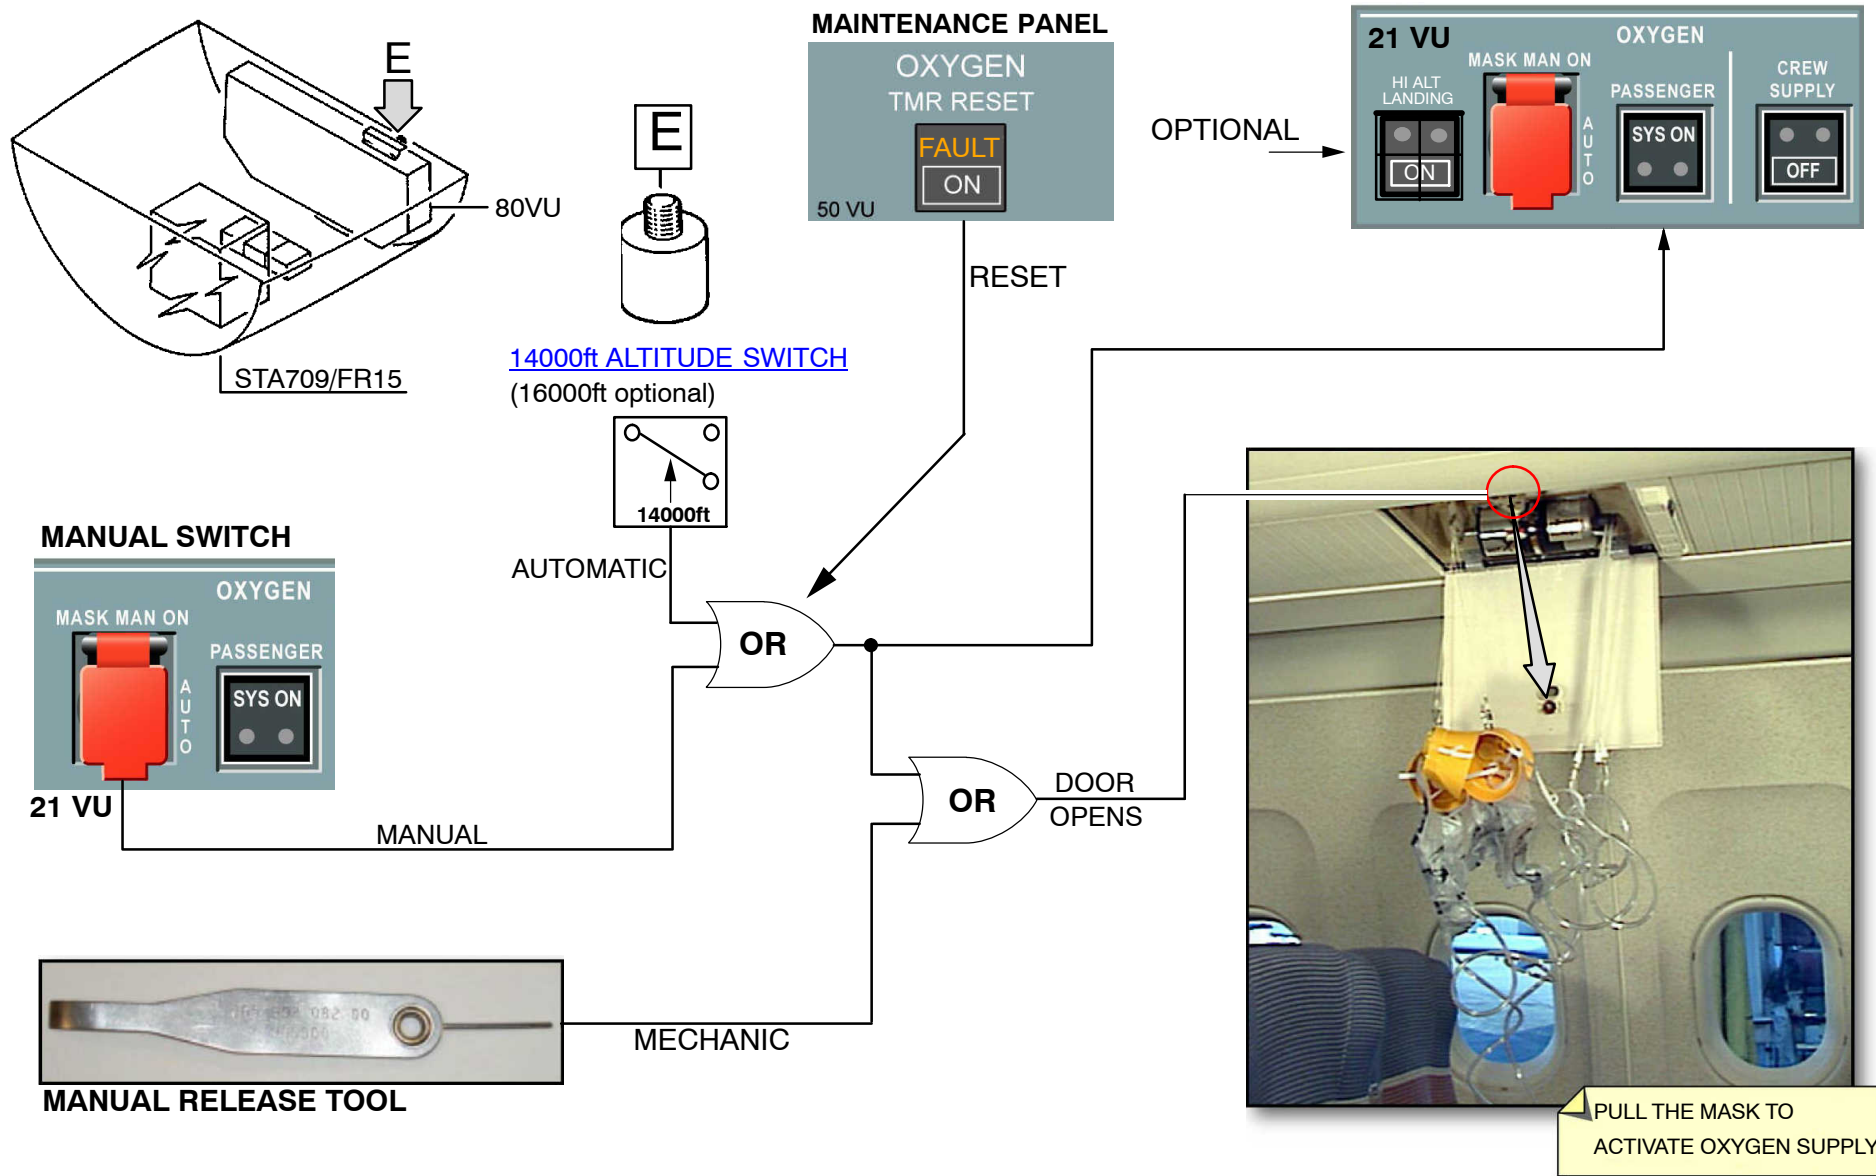 E
80VU
STA709/FR15
E
14000ft ALTITUDE SWITCH
(16000ft optional)
14000ft
AUTOMATIC
MAINTENANCE PANEL
OXYGEN
TMR RESET
FAULT
ON
50 VU
RESET
OPTIONAL
21 VU
OXYGEN
HI ALT
LANDING
ON
MASK MAN ON
AUTO
PASSENGER
SYS ON
CREW
SUPPLY
OFF
MANUAL SWITCH
OXYGEN
MASK MAN ON
AUTO
PASSENGER
SYS ON
21 VU
MANUAL
OR
OR
DOOR
OPENS
MECHANIC
MANUAL RELEASE TOOL
PULL THE MASK TO
ACTIVATE OXYGEN SUPPLY